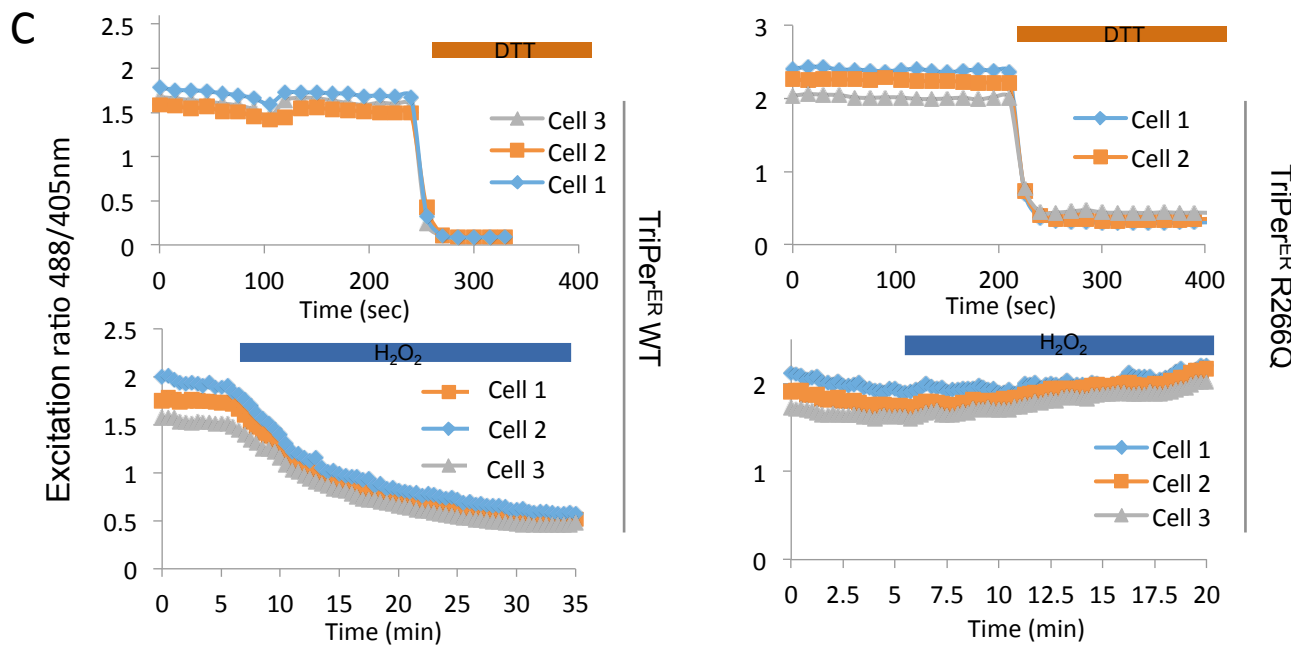 C
Excitation ratio 488/405nm
2.5
2
1.5
1
0.5
0
DTT
Cell 3
Cell 2
Cell 1
0 100 200 300 400
Time (sec)
2.5
2
1.5
1
0.5
0
H₂O₂
Cell 1
Cell 2
Cell 3
0 5 10 15 20 25 30 35
Time (min)
TriPerᴱᴿ WT
3
2
1
0
DTT
Cell 1
Cell 2
0 100 200 300 400
Time (sec)
2
1
0
H₂O₂
Cell 1
Cell 2
Cell 3
0 2.5 5 7.5 10 12.5 15 17.5 20
Time (min)
TriPerᴱᴿ R266Q